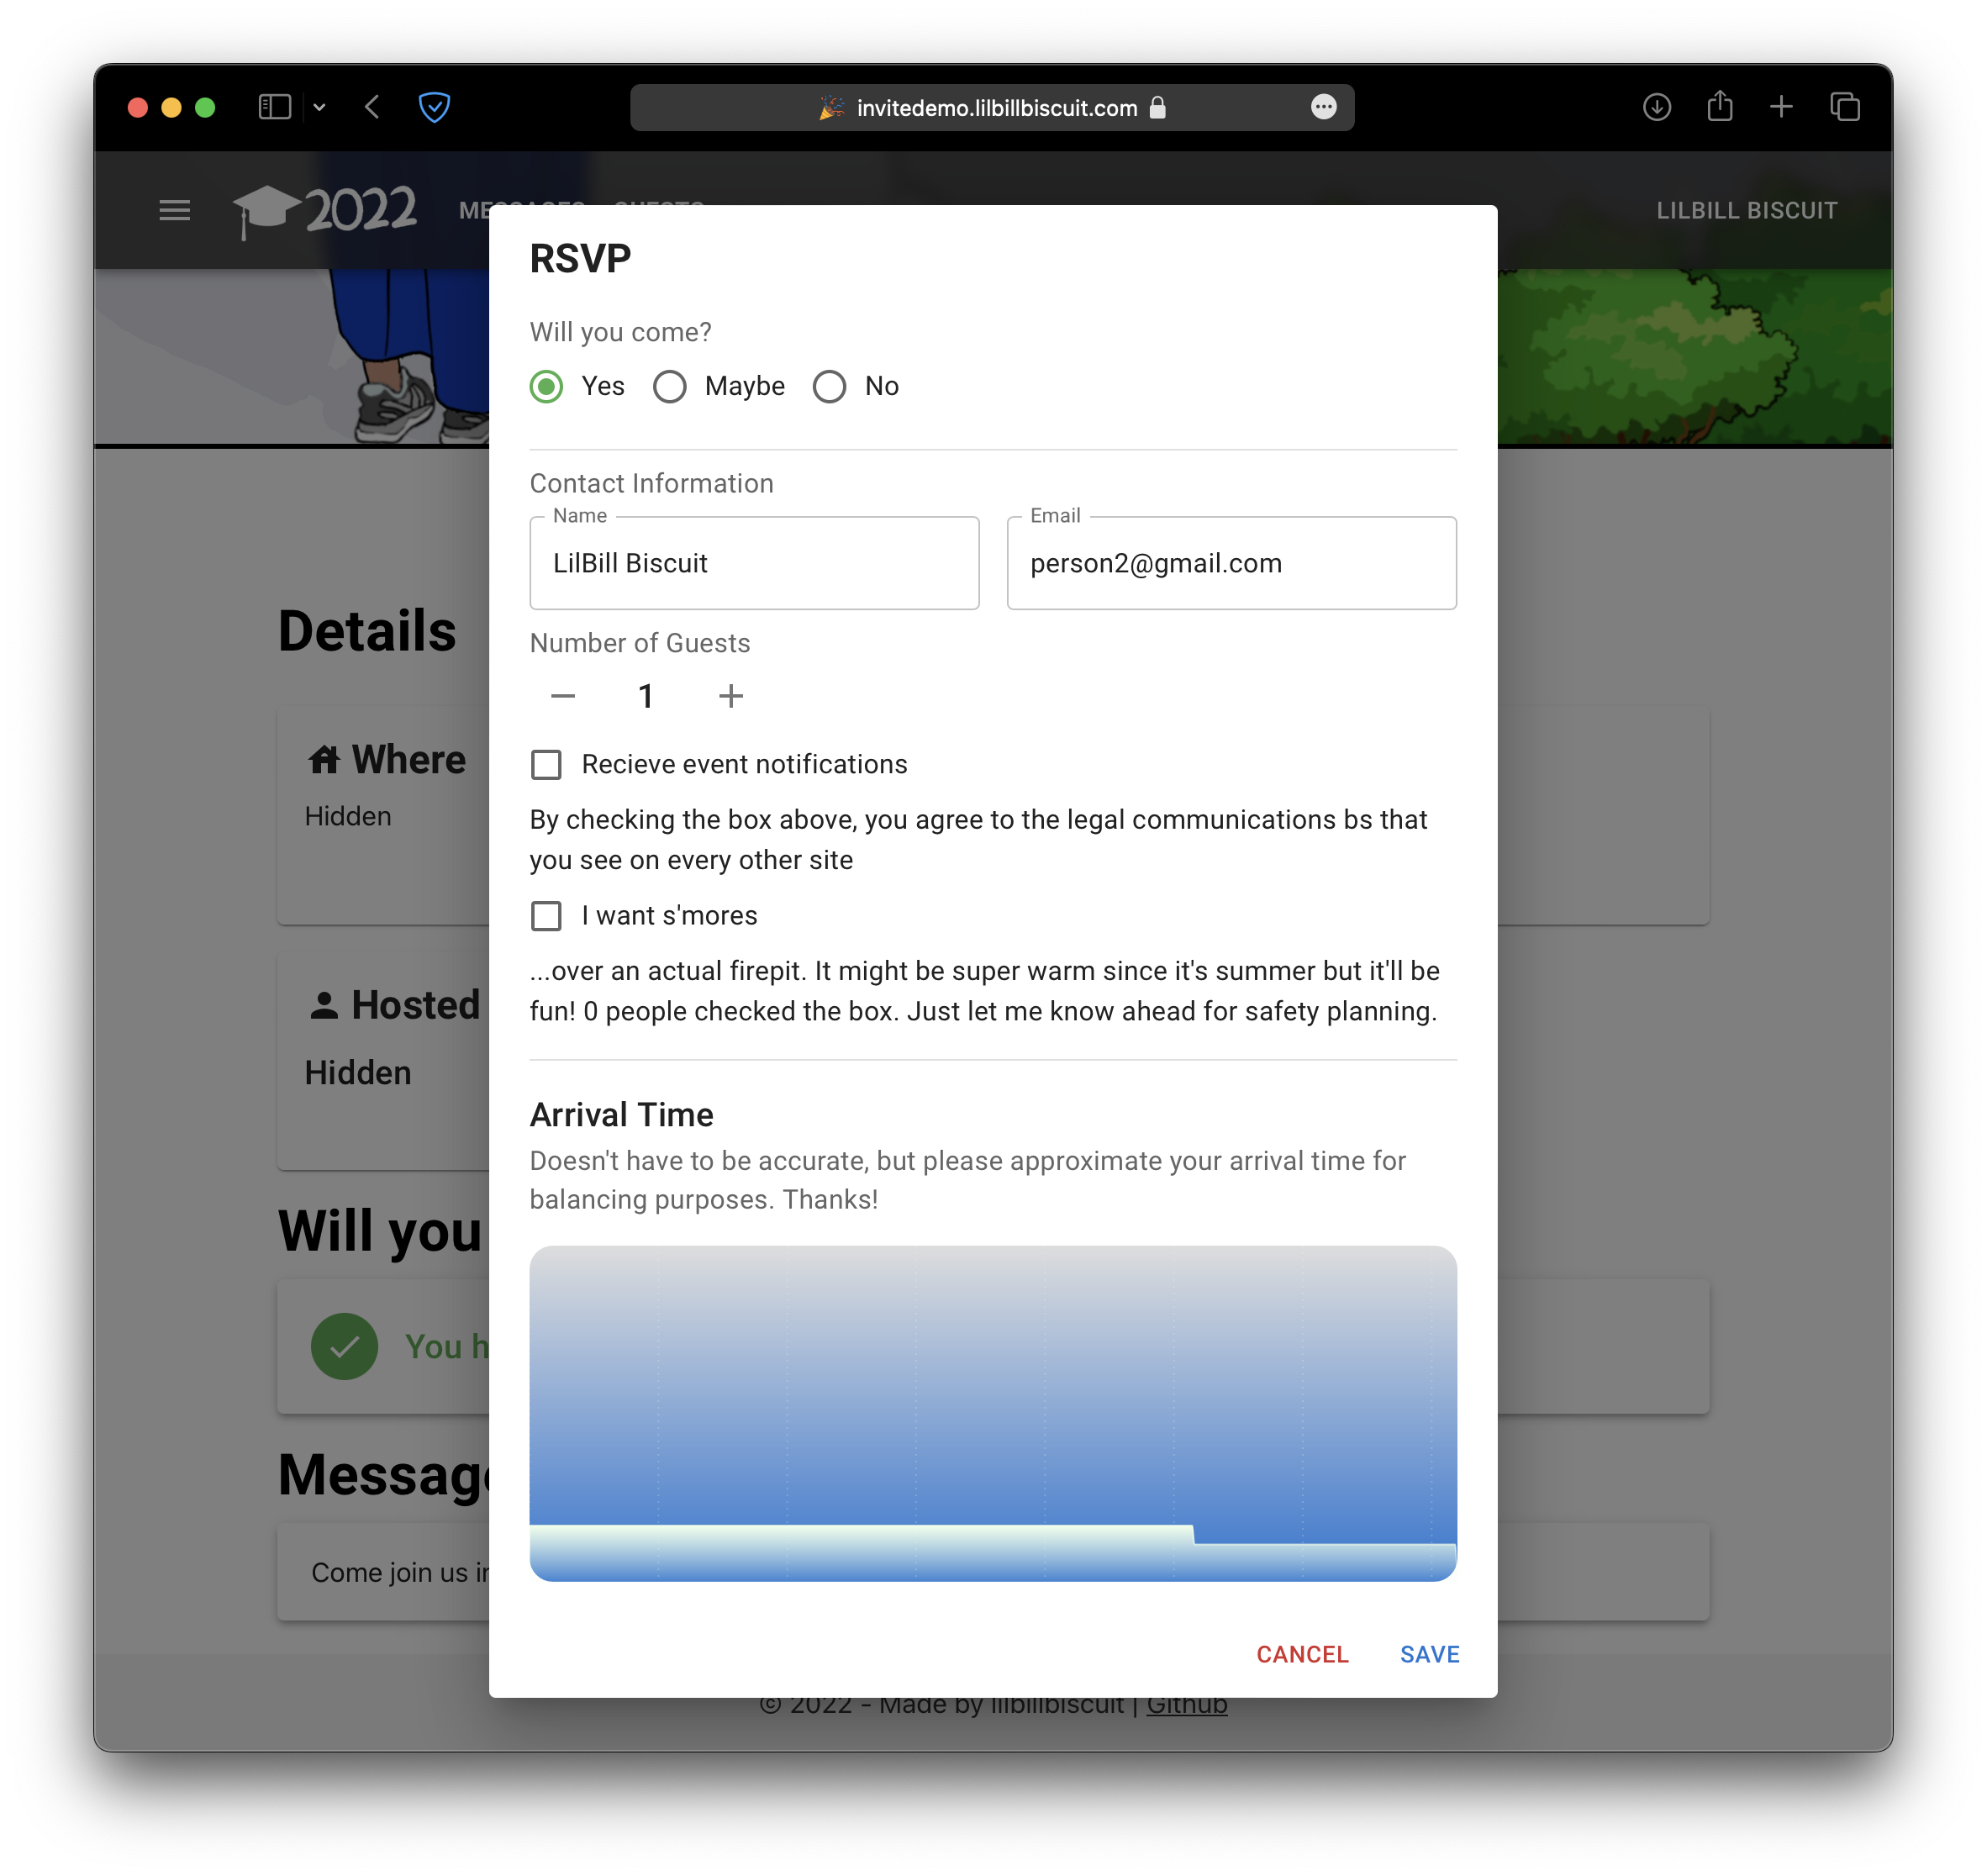 invitedemo.lilbillbiscuit.com
2022
LILBILL BISCUIT
RSVP
Will you come?
Yes Maybe No
Contact Information
Name Email
LilBill Biscuit person2@gmail.com
Number of Guests
1
Recieve event notifications
By checking the box above, you agree to the legal communications bs that
you see on every other site
I want s'mores
...over an actual firepit. It might be super warm since it's summer but it'll be
fun! 0 people checked the box. Just let me know ahead for safety planning.
Arrival Time
Doesn't have to be accurate, but please approximate your arrival time for
balancing purposes. Thanks!
CANCEL SAVE
Details
Where
Hidden
Hosted
Hidden
Will you
You h
Messag
Come join us in
© 2022 - Made by lilbillbiscuit | Github